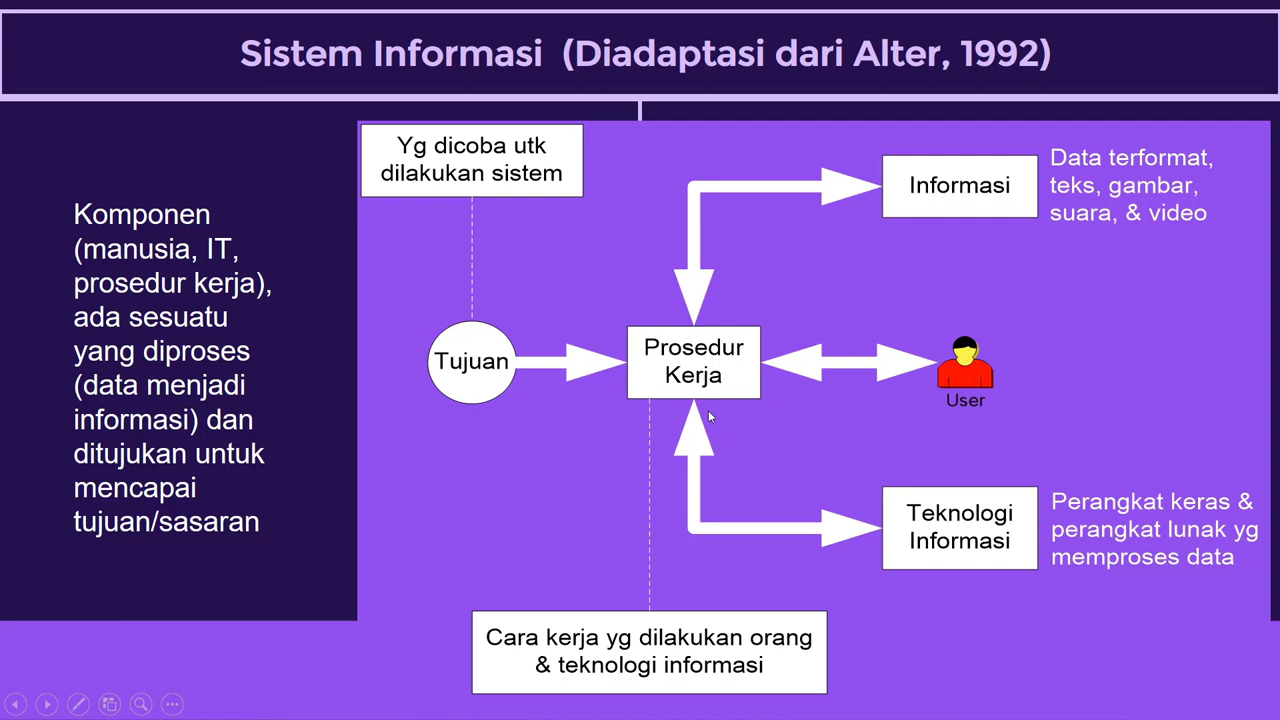 Sistem Informasi (Diadaptasi dari Alter, 1992)
Komponen
(manusia, IT,
prosedur kerja),
ada sesuatu
yang diproses
(data menjadi
informasi) dan
ditujukan untuk
mencapai
tujuan/sasaran
Yg dicoba utk
dilakukan sistem
Informasi
Data terformat,
teks, gambar,
suara, & video
Tujuan
Prosedur
Kerja
User
Teknologi
Informasi
Perangkat keras &
perangkat lunak yg
memproses data
Cara kerja yg dilakukan orang
& teknologi informasi